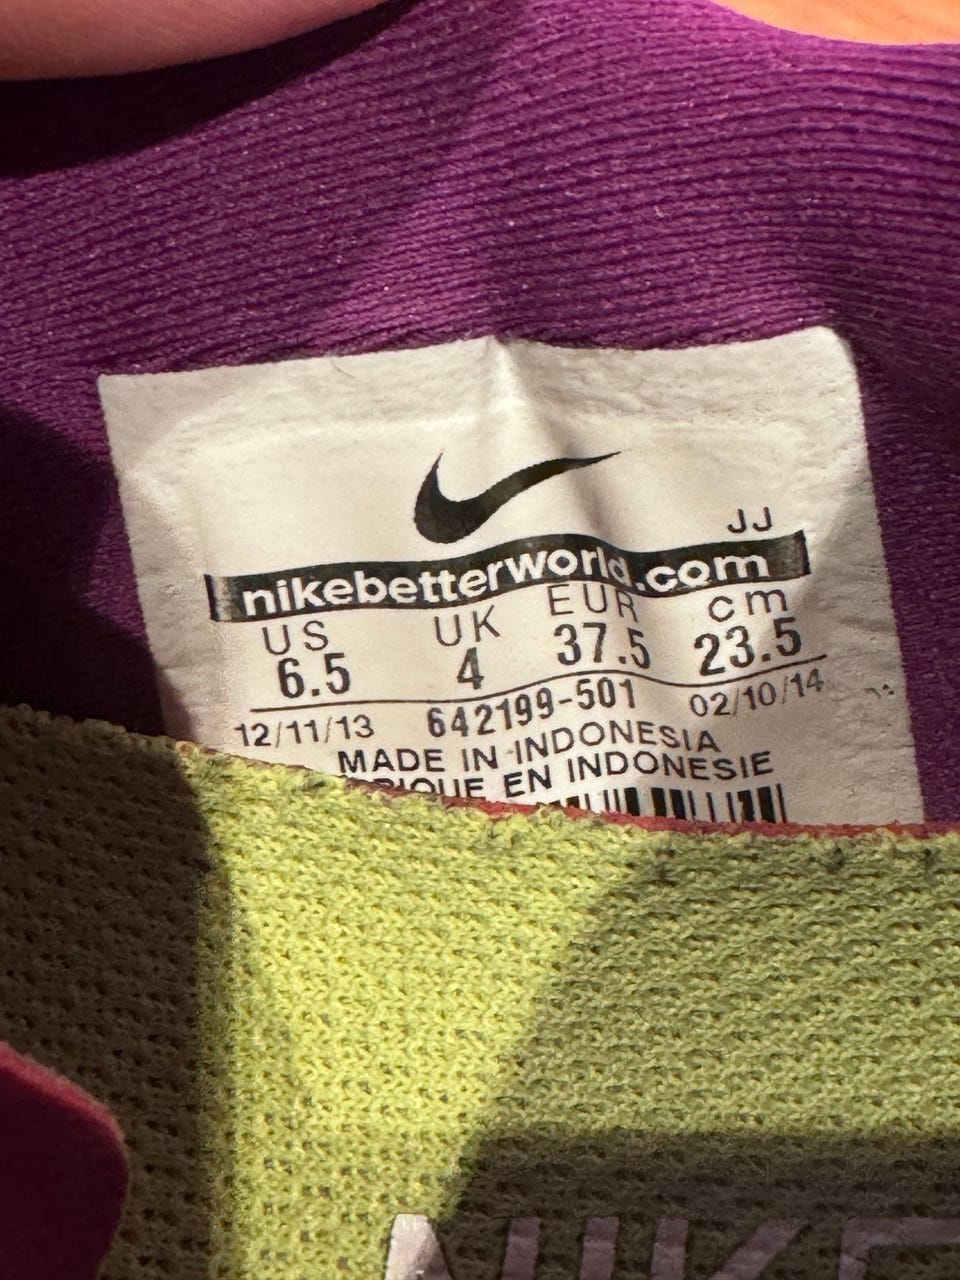 JJ
nikebetterworld.com
US UK EUR cm
6.5 4 37.5 23.5
12/11/13 642199-501 02/10/14
MADE IN INDONESIA
EN INDONESIE
NIKE